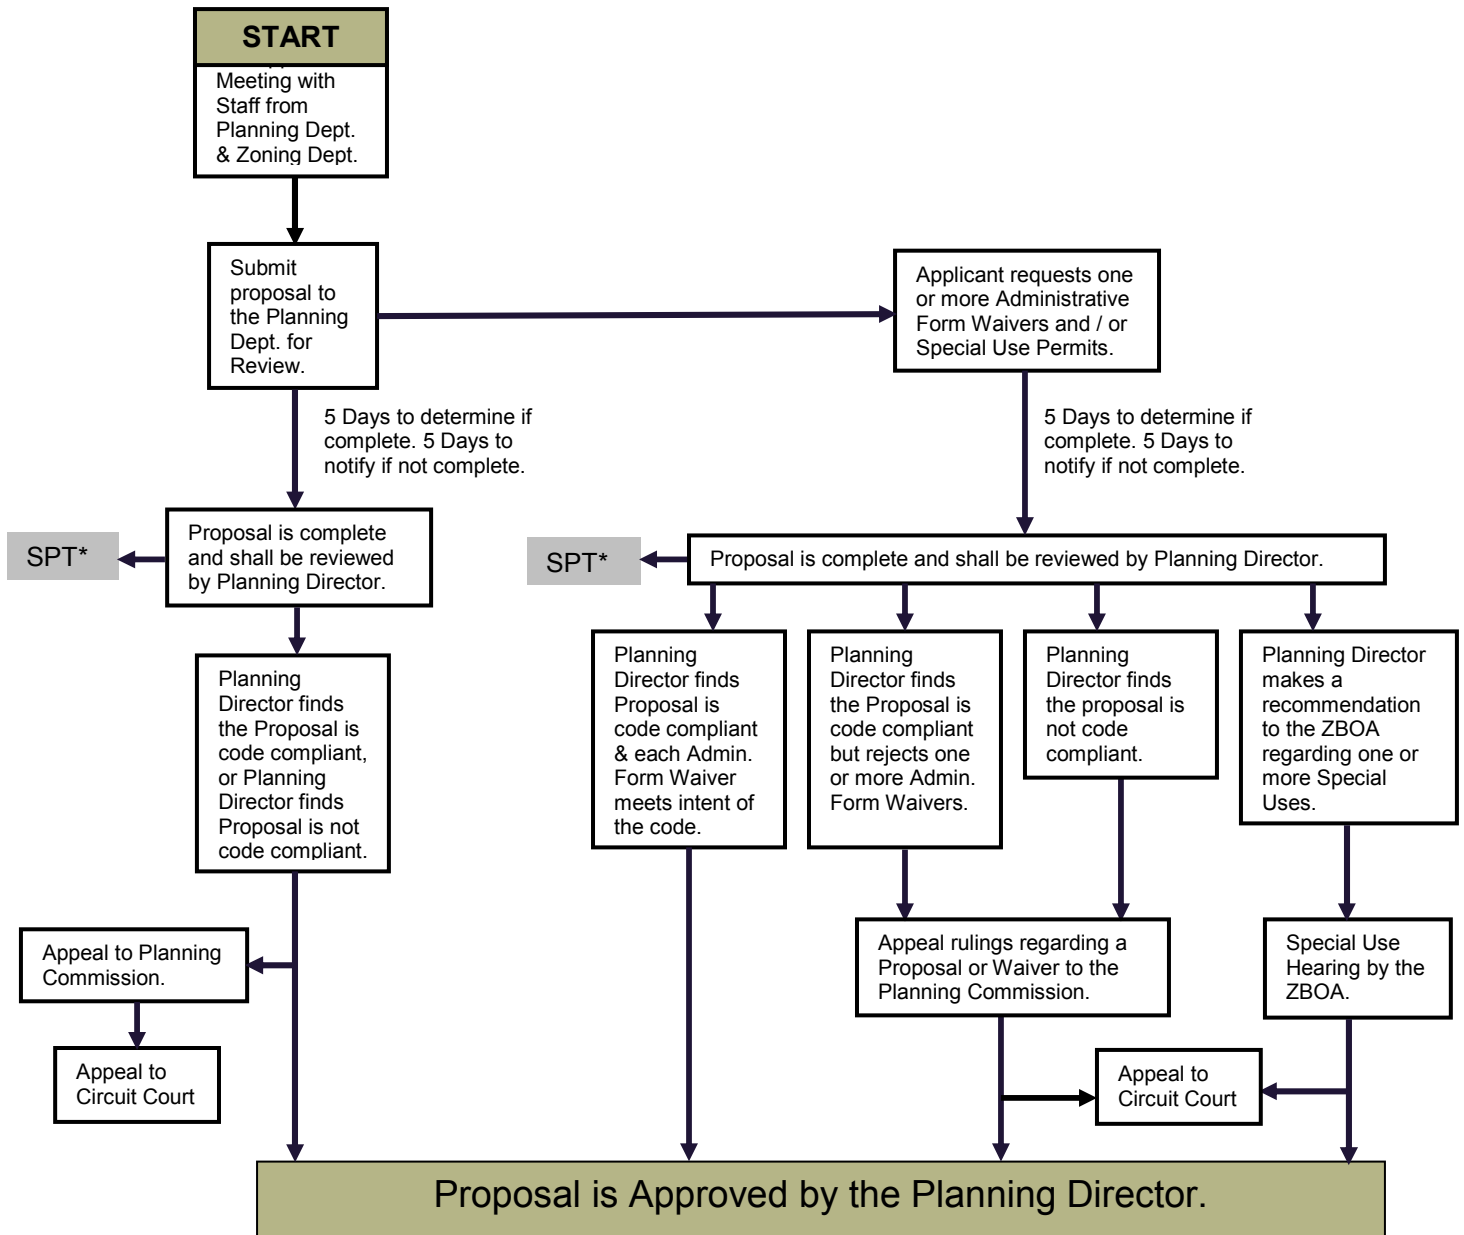 START
Meeting with
Staff from
Planning Dept.
& Zoning Dept.
Submit
proposal to
the Planning
Dept. for
Review.
Applicant requests one
or more Administrative
Form Waivers and / or
Special Use Permits.
5 Days to determine if
complete. 5 Days to
notify if not complete.
5 Days to determine if
complete. 5 Days to
notify if not complete.
SPT*
Proposal is complete
and shall be reviewed
by Planning Director.
SPT*
Proposal is complete and shall be reviewed by Planning Director.
Planning
Director finds
the Proposal is
code compliant,
or Planning
Director finds
Proposal is not
code compliant.
Planning
Director finds
Proposal is
code compliant
& each Admin.
Form Waiver
meets intent of
the code.
Planning
Director finds
the Proposal is
code compliant
but rejects one
or more Admin.
Form Waivers.
Planning
Director finds
the proposal is
not code
compliant.
Planning Director
makes a
recommendation
to the ZBOA
regarding one or
more Special
Uses.
Appeal to Planning
Commission.
Appeal to
Circuit Court
Appeal rulings regarding a
Proposal or Waiver to the
Planning Commission.
Special Use
Hearing by the
ZBOA.
Appeal to
Circuit Court
Proposal is Approved by the Planning Director.